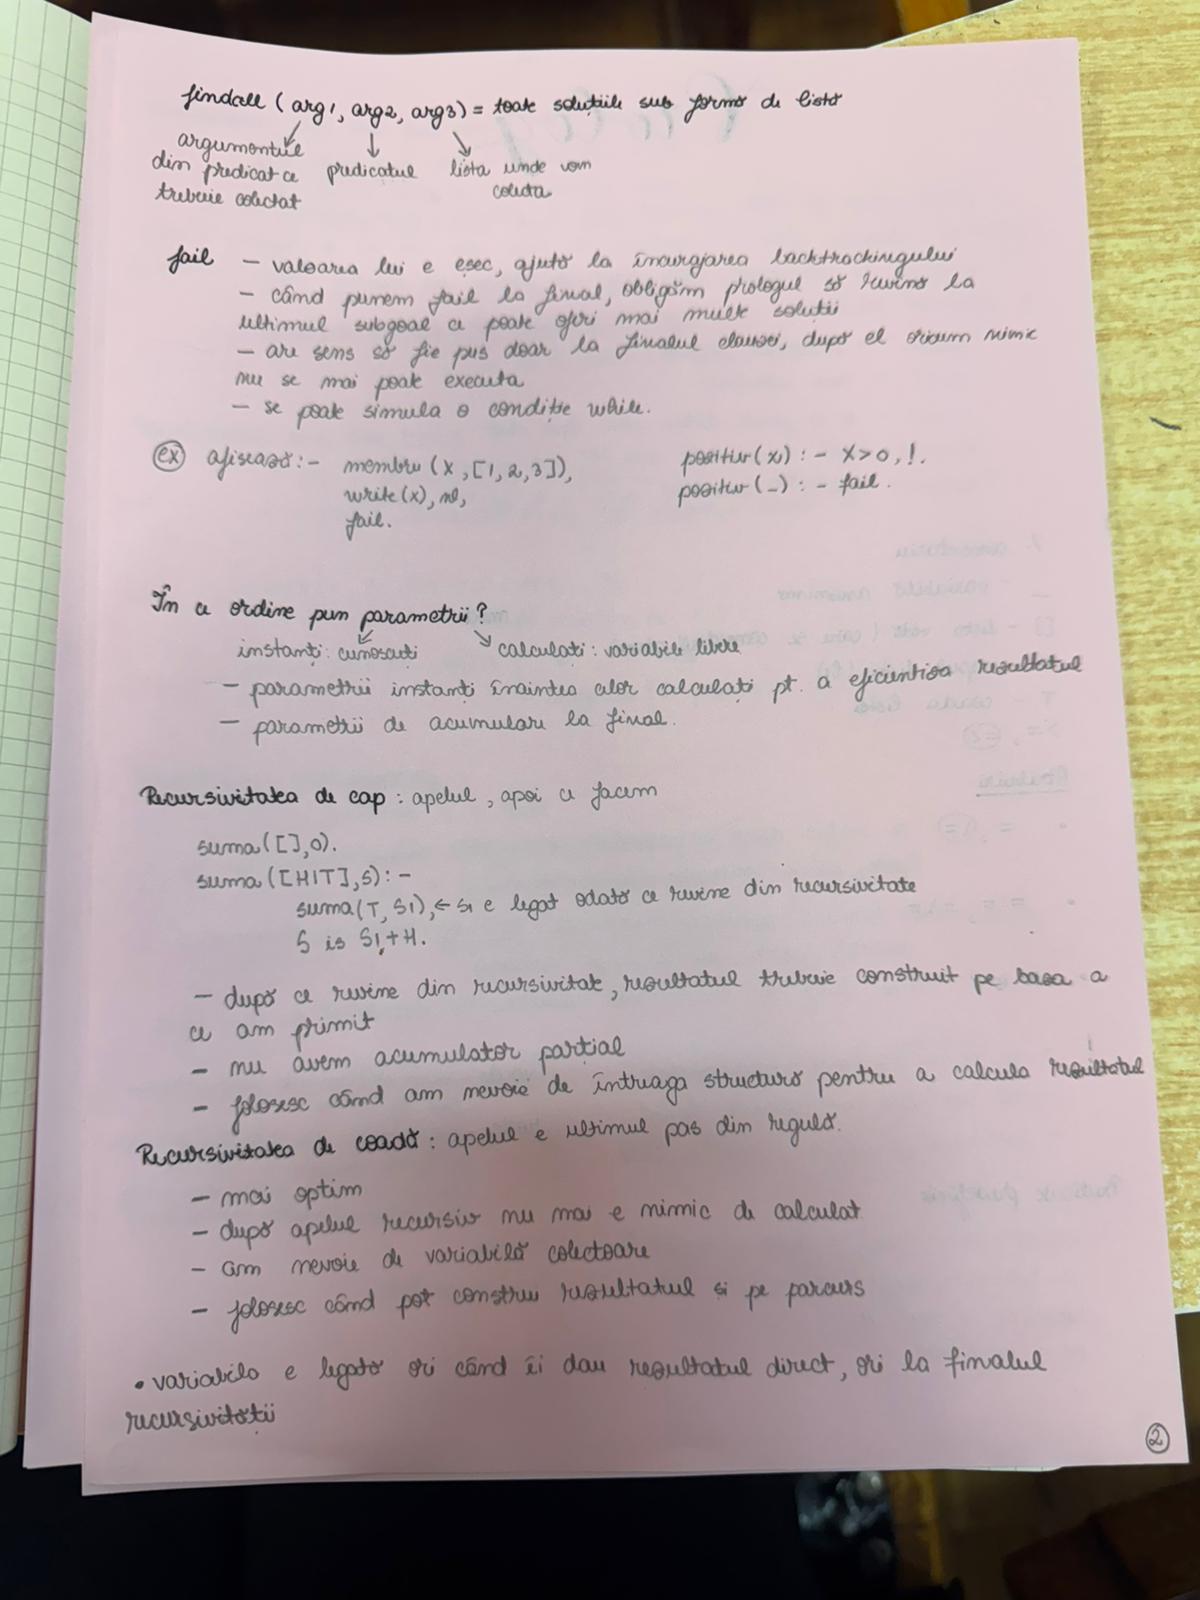 findall (arg1, arg2, arg3) = toate soluțiile sub formă de listă
argumentele din predicat ce trebuie colectat
predicatul
lista unde vom colecta
fail – valoarea lui e eșec, ajută la încurajarea backtrackingului
– când punem fail la final, obligăm prologul să revină la
ultimul subgoal ce poate oferi mai multe soluții
– are sens să fie pus doar la finalul clauzei, după el oricum nimic
nu se mai poate executa
– se poate simula o condiție while.
ex afișează :- membru (X, [1, 2, 3]),
write(x), nl,
fail.
pozitiv(x) :- X>0, !.
pozitiv(_) :- fail.
În ce ordine pun parametrii?
instanți: cunoscuți
calculați: variabile libere
– parametrii instanți înaintea celor calculați pt. a eficientiza rezultatul
– parametrii de acumulare la final.
Recursivitatea de cap: apelul, apoi ce facem
suma([],0).
suma([H|T],S):-
suma(T, S1), ← S1 e legat odată ce revine din recursivitate
S is S1+H.
– după ce revine din recursivitate, rezultatul trebuie construit pe baza a
ce am primit
– nu avem acumulator parțial
– folosesc când am nevoie de întreaga structură pentru a calcula rezultatul
Recursivitatea de coadă: apelul e ultimul pas din regulă.
– mai optim
– după apelul recursiv nu mai e nimic de calculat
– am nevoie de variabilă colectoare
– folosesc când pot construi rezultatul și pe parcurs
• variabila e legată ori când îi dau rezultatul direct, ori la finalul
recursivității
2